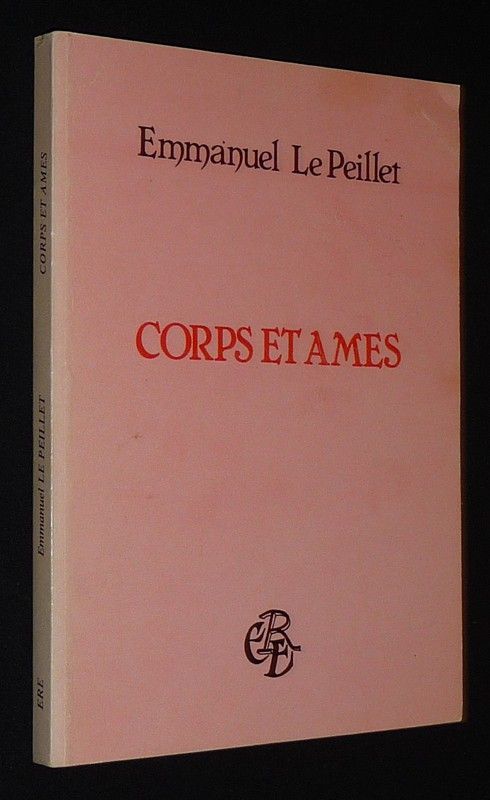 Emmanuel Le Peillet
CORPS ET AMES
ERE
CORPS ET AMES
Emmanuel LE PEILLET
ERE